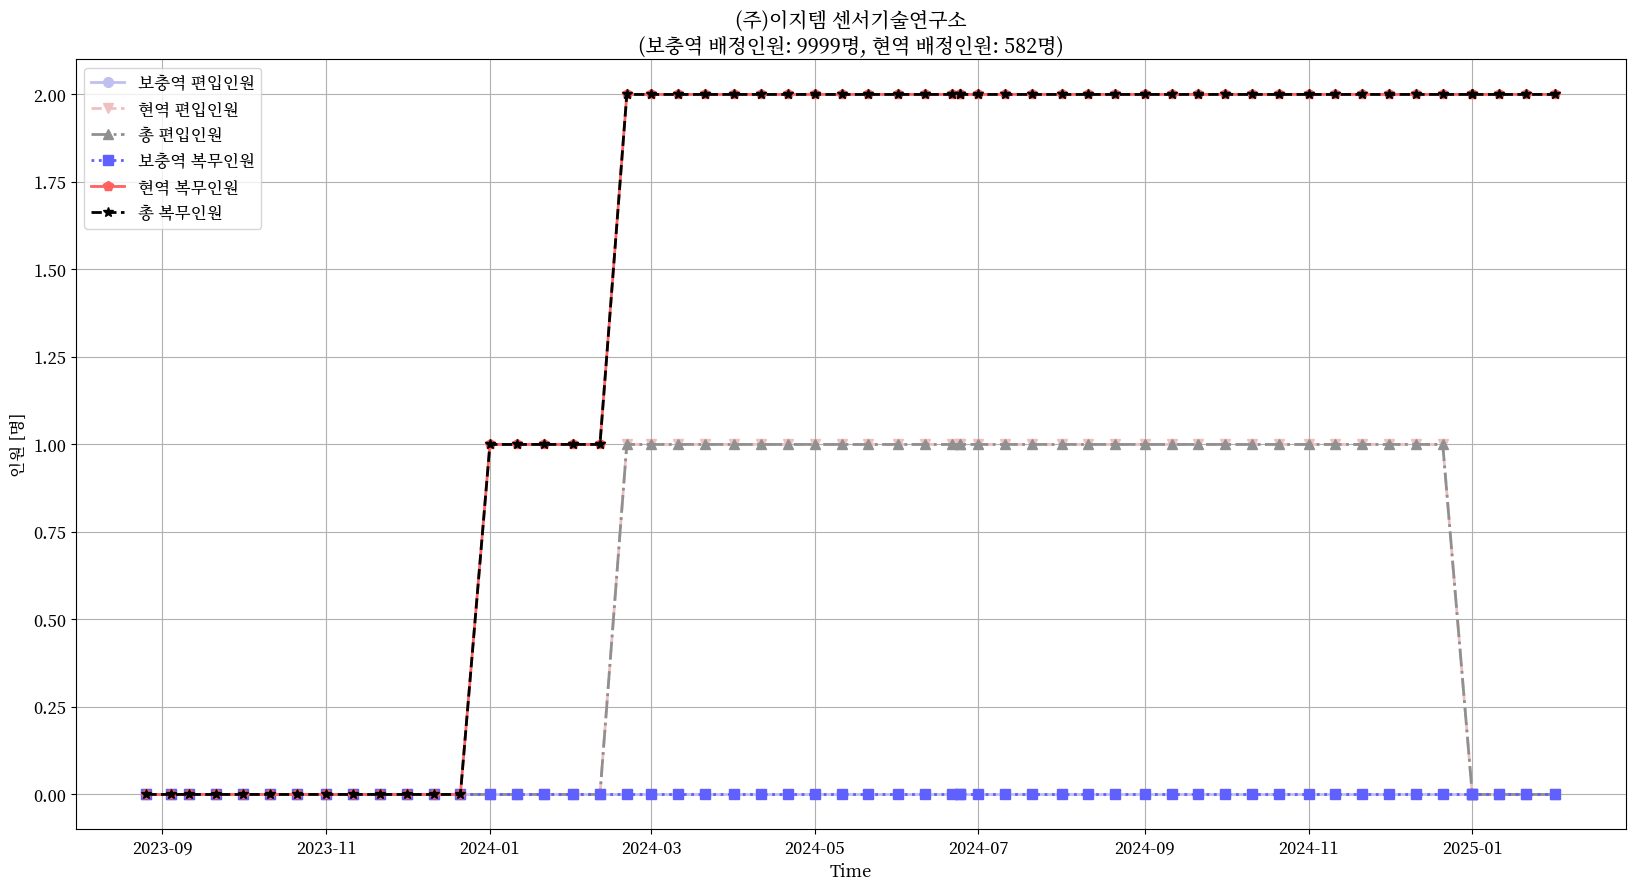 (주)이지템 센서기술연구소
(보충역 배정인원: 9999명, 현역 배정인원: 582명)
보충역 편입인원
현역 편입인원
총 편입인원
보충역 복무인원
현역 복무인원
총 복무인원
2.00
1.75
1.50
1.25
1.00
0.75
0.50
0.25
0.00
인원 [명]
2023-09 2023-11 2024-01 2024-03 2024-05 2024-07 2024-09 2024-11 2025-01
Time